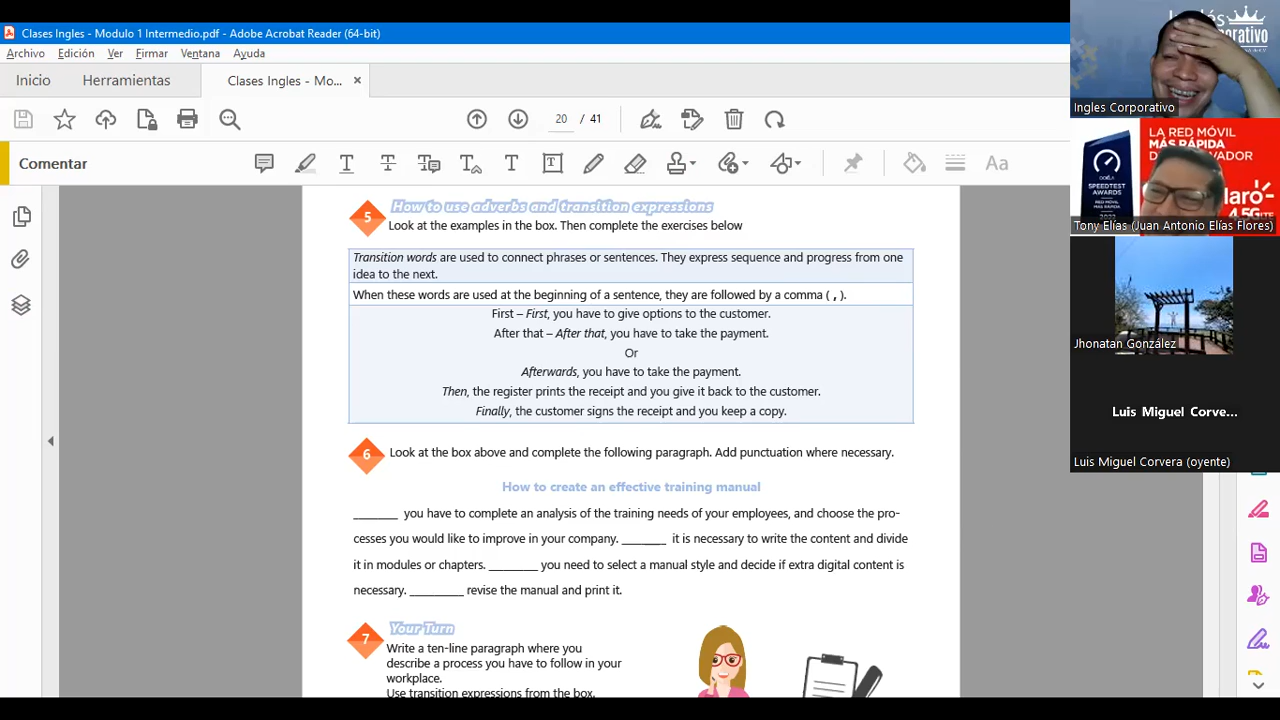 Clases Ingles - Modulo 1 Intermedio.pdf - Adobe Acrobat Reader (64-bit)
Archivo Edición Ver Firmar Ventana Ayuda
Inicio Herramientas Clases Ingles - Mo... ×
20 / 41
Comentar
Aa
5 How to use adverbs and transition expressions
Look at the examples in the box. Then complete the exercises below
Transition words are used to connect phrases or sentences. They express sequence and progress from one
idea to the next.
When these words are used at the beginning of a sentence, they are followed by a comma ( , ).
First – First, you have to give options to the customer.
After that – After that, you have to take the payment.
Or
Afterwards, you have to take the payment.
Then, the register prints the receipt and you give it back to the customer.
Finally, the customer signs the receipt and you keep a copy.
6 Look at the box above and complete the following paragraph. Add punctuation where necessary.
How to create an effective training manual
_______ you have to complete an analysis of the training needs of your employees, and choose the pro-
cesses you would like to improve in your company. _______ it is necessary to write the content and divide
it in modules or chapters. ________ you need to select a manual style and decide if extra digital content is
necessary. _________ revise the manual and print it.
7 Your Turn
Write a ten-line paragraph where you
describe a process you have to follow in your
workplace.
Use transition expressions from the box.
Ingles Corporativo
LA RED MÓVIL
MÁS RÁPIDA
SPEEDTEST
AWARDS
4.5G LTE
Tony Elías (Juan Antonio Elías Flores)
Jhonatan González
Luis Miguel Corve...
Luis Miguel Corvera (oyente)